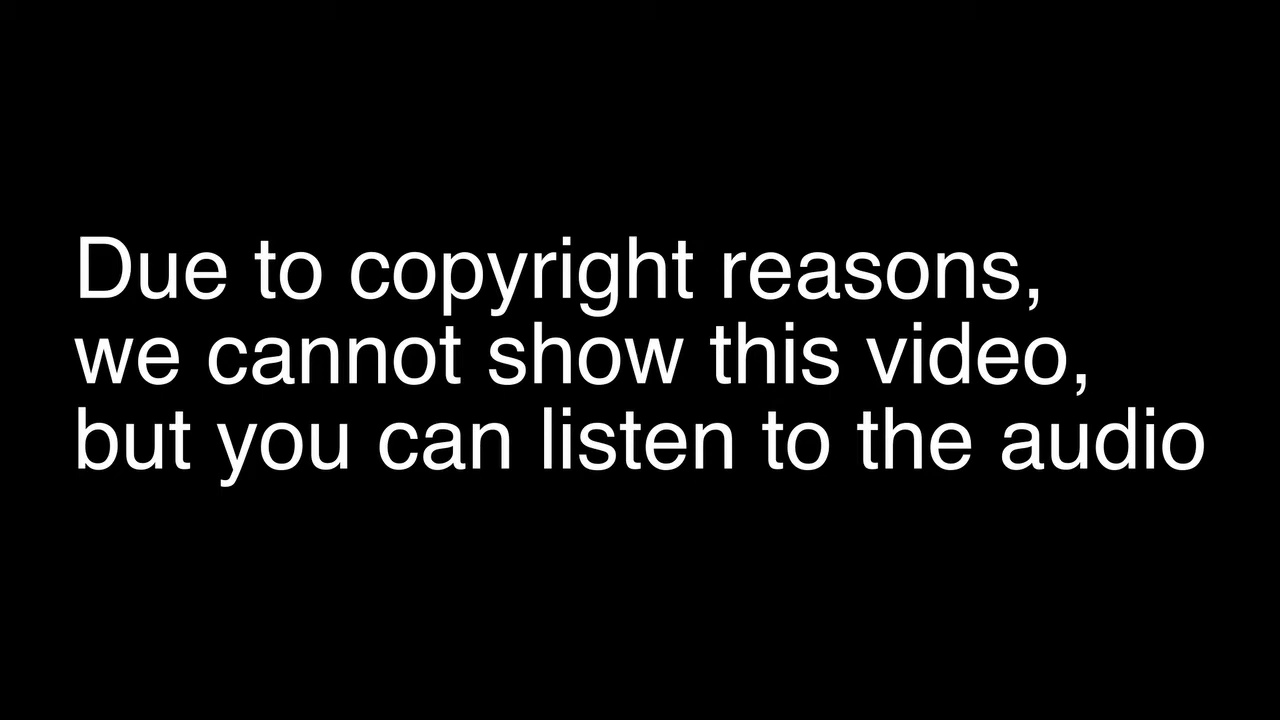 Due to copyright reasons,
we cannot show this video,
but you can listen to the audio